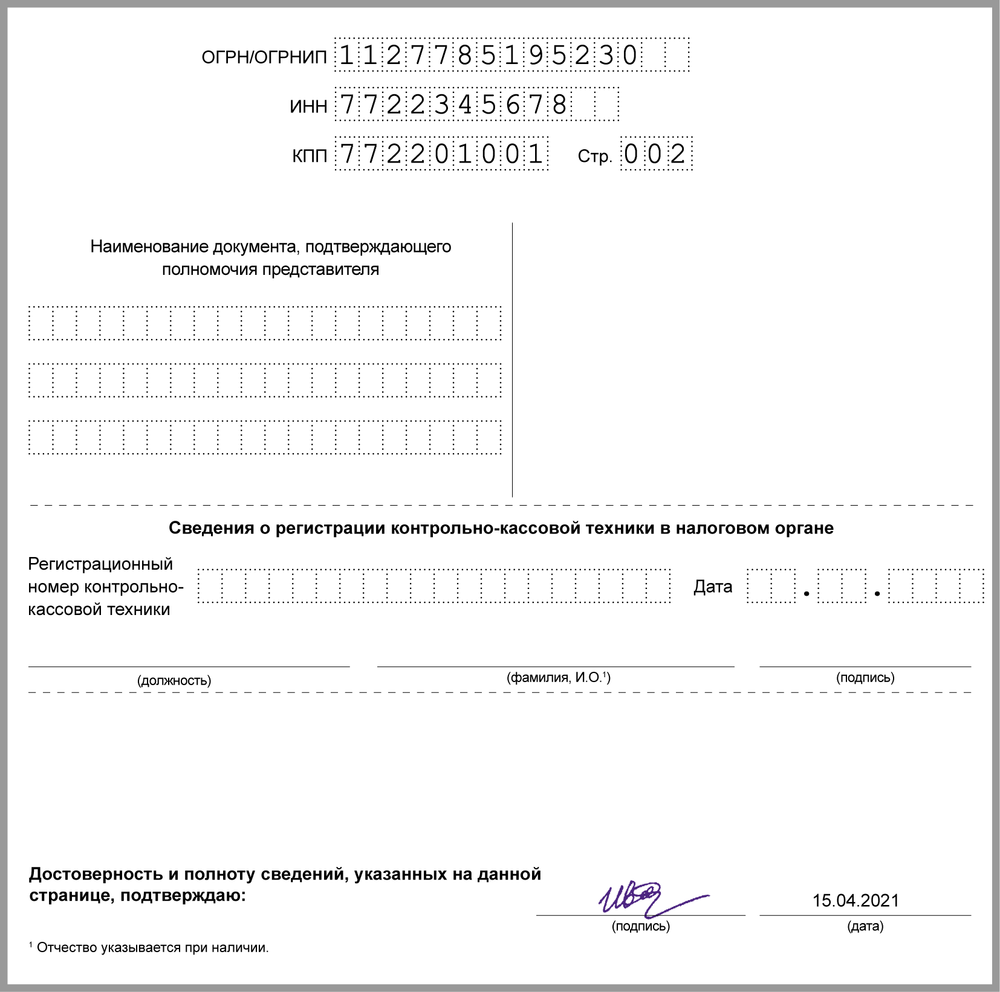 ОГРН/ОГРНИП 1127785195230
ИНН 7722345678
КПП 772201001 Стр. 002
Наименование документа, подтверждающего
полномочия представителя
Сведения о регистрации контрольно-кассовой техники в налоговом органе
Регистрационный
номер контрольно-
кассовой техники
Дата . .
(должность) (фамилия, И.О.¹) (подпись)
Достоверность и полноту сведений, указанных на данной
странице, подтверждаю:
15.04.2021
(подпись) (дата)
¹ Отчество указывается при наличии.